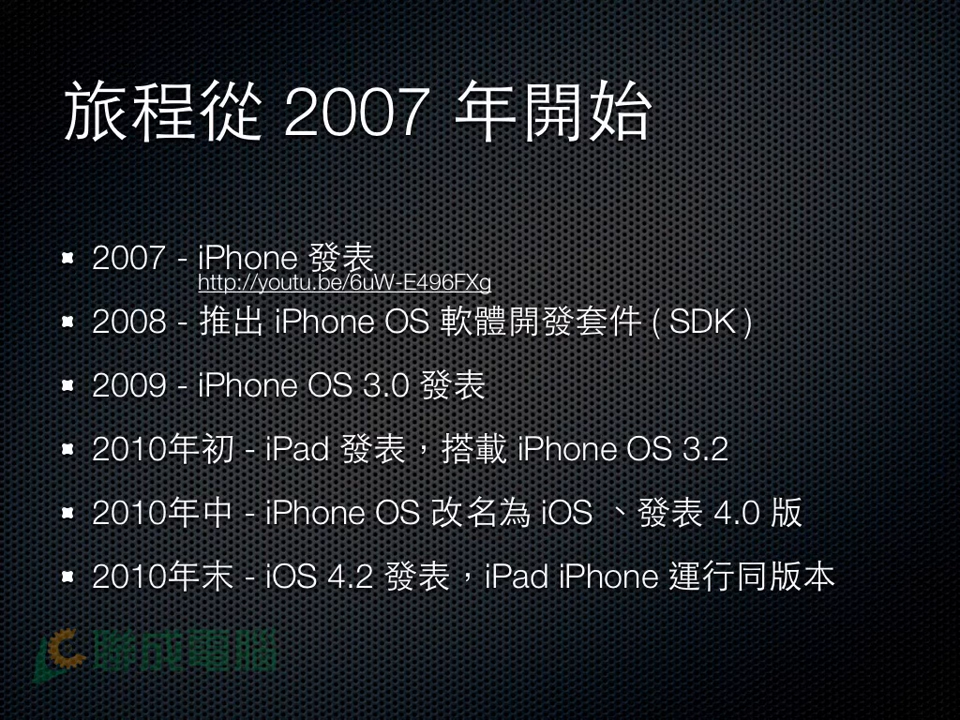 旅程從 2007 年開始
2007 - iPhone 發表
http://youtu.be/6uW-E496FXg
2008 - 推出 iPhone OS 軟體開發套件 ( SDK )
2009 - iPhone OS 3.0 發表
2010年初 - iPad 發表，搭載 iPhone OS 3.2
2010年中 - iPhone OS 改名為 iOS 、發表 4.0 版
2010年末 - iOS 4.2 發表，iPad iPhone 運行同版本
聯成電腦